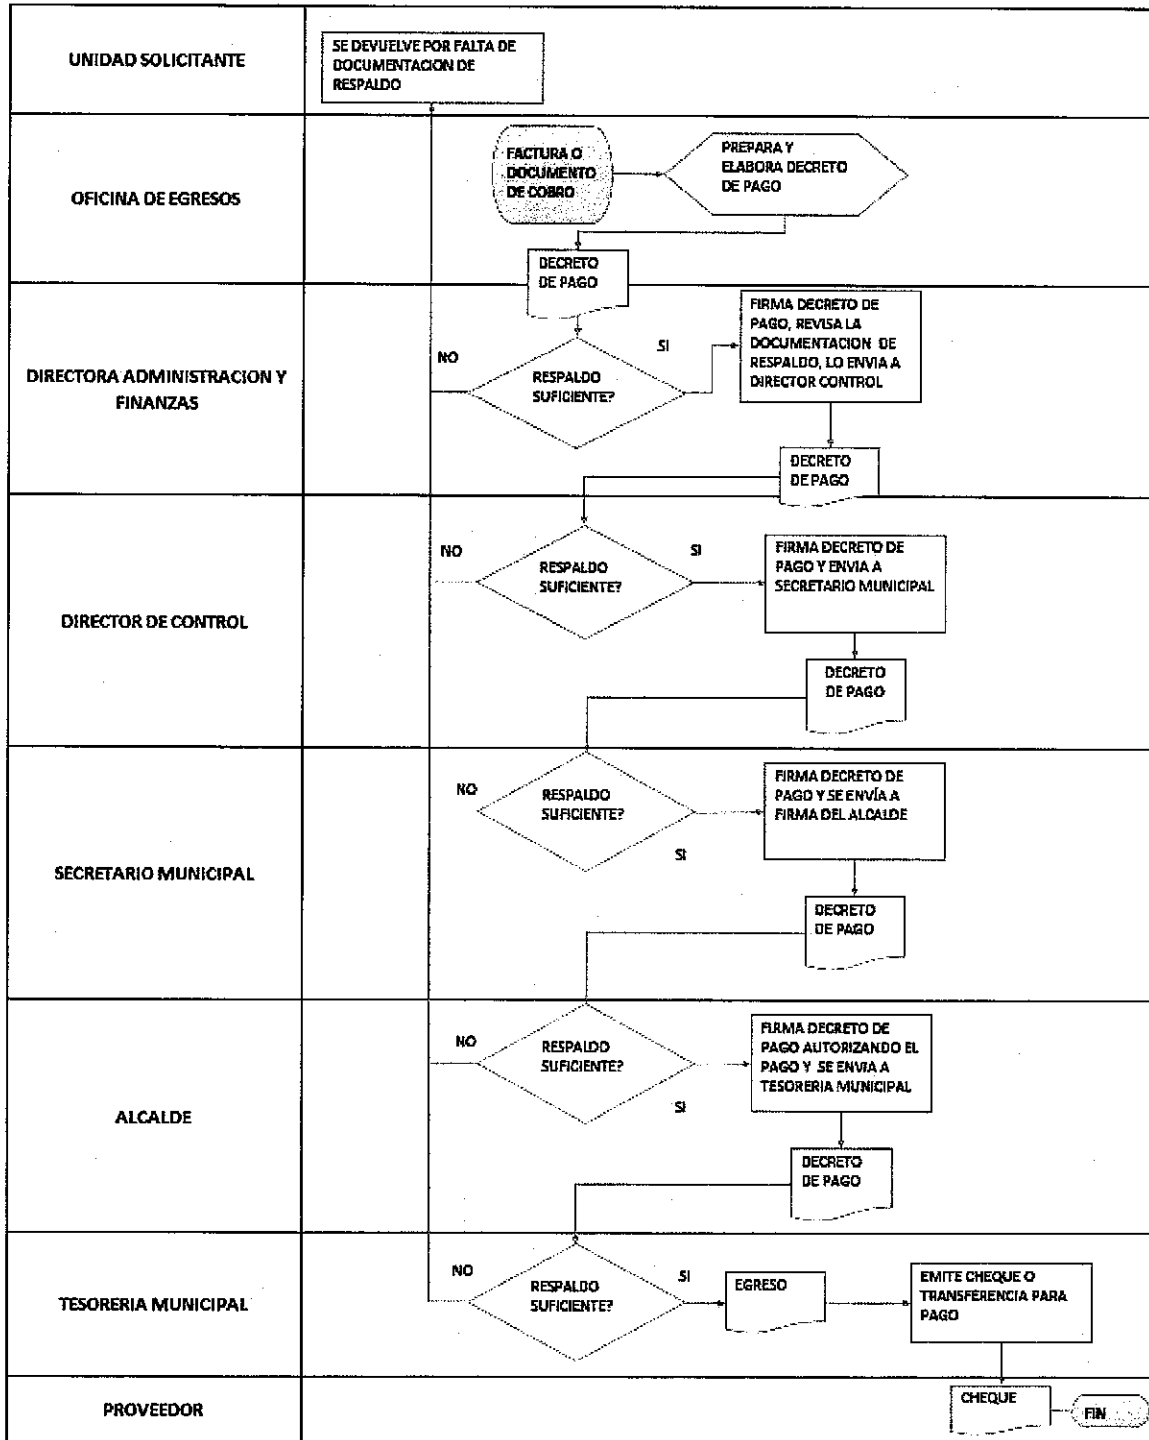 UNIDAD SOLICITANTE
SE DEVUELVE POR FALTA DE
DOCUMENTACION DE
RESPALDO
OFICINA DE EGRESOS
FACTURA O
DOCUMENTO
DE COBRO
PREPARA Y
ELABORA DECRETO
DE PAGO
DECRETO
DE PAGO
DIRECTORA ADMINISTRACION Y
FINANZAS
NO
RESPALDO
SUFICIENTE?
SI
FIRMA DECRETO DE
PAGO, REVISA LA
DOCUMENTACION DE
RESPALDO, LO ENVIA A
DIRECTOR CONTROL
DECRETO
DE PAGO
DIRECTOR DE CONTROL
NO
RESPALDO
SUFICIENTE?
SI
FIRMA DECRETO DE
PAGO Y ENVIA A
SECRETARIO MUNICIPAL
DECRETO
DE PAGO
SECRETARIO MUNICIPAL
NO
RESPALDO
SUFICIENTE?
SI
FIRMA DECRETO DE
PAGO Y SE ENVÍA A
FIRMA DEL ALCALDE
DECRETO
DE PAGO
ALCALDE
NO
RESPALDO
SUFICIENTE?
SI
FIRMA DECRETO DE
PAGO AUTORIZANDO EL
PAGO Y SE ENVIA A
TESORERIA MUNICIPAL
DECRETO
DE PAGO
TESORERIA MUNICIPAL
NO
RESPALDO
SUFICIENTE?
SI
EGRESO
EMITE CHEQUE O
TRANSFERENCIA PARA
PAGO
PROVEEDOR
CHEQUE
FIN